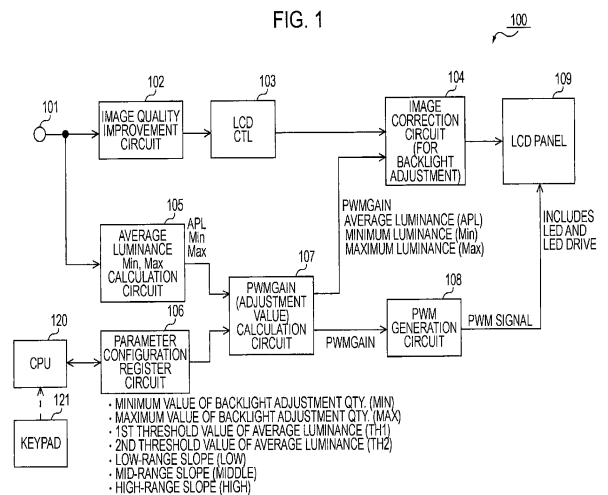 FIG. 1
100
101
102
IMAGE QUALITY
IMPROVEMENT
CIRCUIT
103
LCD
CTL
104
IMAGE
CORRECTION
CIRCUIT
(FOR
BACKLIGHT
ADJUSTMENT)
109
LCD PANEL
105
AVERAGE
LUMINANCE
Min, Max
CALCULATION
CIRCUIT
APL
Min
Max
PWMGAIN
AVERAGE LUMINANCE (APL)
MINIMUM LUMINANCE (Min)
MAXIMUM LUMINANCE (Max)
INCLUDES
LED AND
LED DRIVE
107
PWMGAIN
(ADJUSTMENT
VALUE)
CALCULATION
CIRCUIT
108
PWM
GENERATION
CIRCUIT
PWMGAIN
PWM SIGNAL
120
CPU
106
PARAMETER
CONFIGURATION
REGISTER
CIRCUIT
121
KEYPAD
・MINIMUM VALUE OF BACKLIGHT ADJUSTMENT QTY. (MIN)
・MAXIMUM VALUE OF BACKLIGHT ADJUSTMENT QTY. (MAX)
・1ST THRESHOLD VALUE OF AVERAGE LUMINANCE (TH1)
・2ND THRESHOLD VALUE OF AVERAGE LUMINANCE (TH2)
・LOW-RANGE SLOPE (LOW)
・MID-RANGE SLOPE (MIDDLE)
・HIGH-RANGE SLOPE (HIGH)